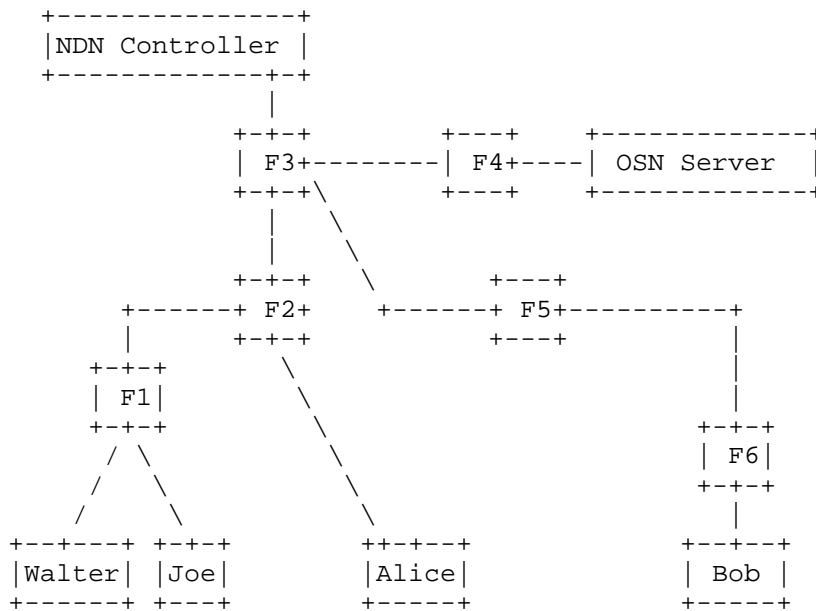 NDN Controller
F3 F4 OSN Server
F2 F5
F1
F6
Walter Joe Alice Bob